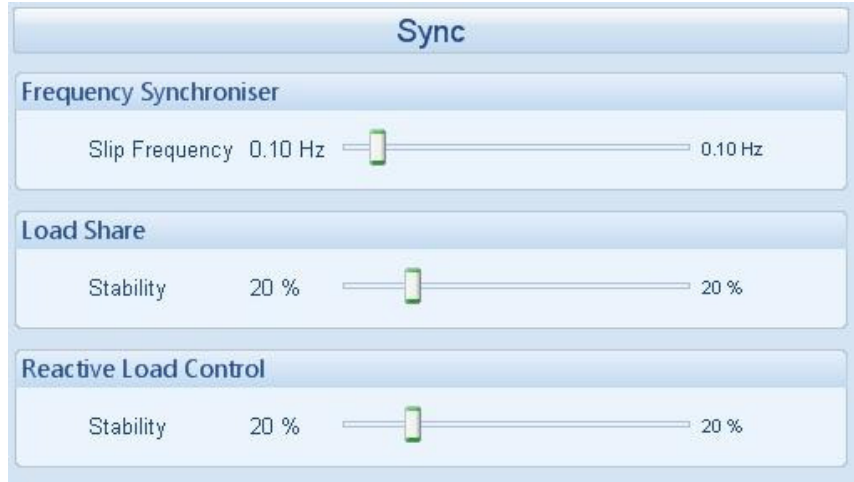 Sync
Frequency Synchroniser
Slip Frequency 0.10 Hz 0.10 Hz
Load Share
Stability 20 % 20 %
Reactive Load Control
Stability 20 % 20 %